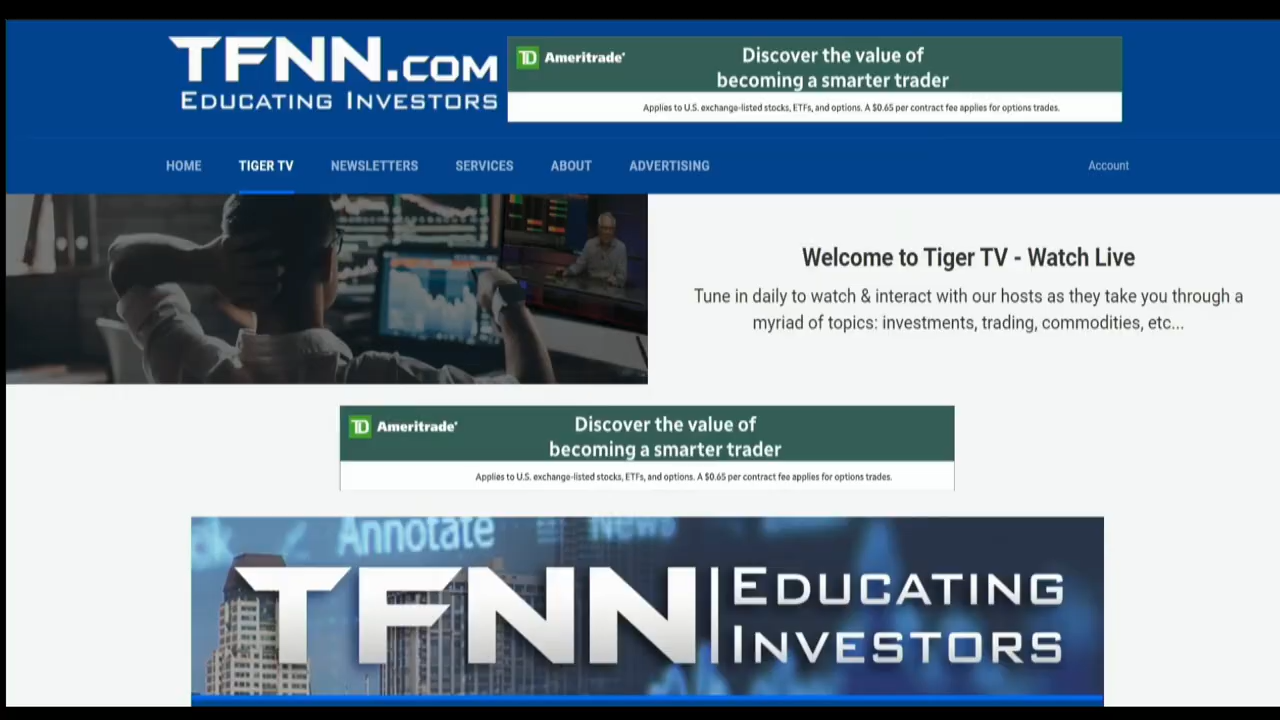 TFNN.COM
EDUCATING INVESTORS
TD Ameritrade
Discover the value of
becoming a smarter trader
Applies to U.S. exchange-listed stocks, ETFs, and options. A $0.65 per contract fee applies for options trades.
HOME TIGER TV NEWSLETTERS SERVICES ABOUT ADVERTISING Account
Welcome to Tiger TV - Watch Live
Tune in daily to watch & interact with our hosts as they take you through a
myriad of topics: investments, trading, commodities, etc...
TD Ameritrade
Discover the value of
becoming a smarter trader
Applies to U.S. exchange-listed stocks, ETFs, and options. A $0.65 per contract fee applies for options trades.
Annotate News
TFNN
EDUCATING
INVESTORS